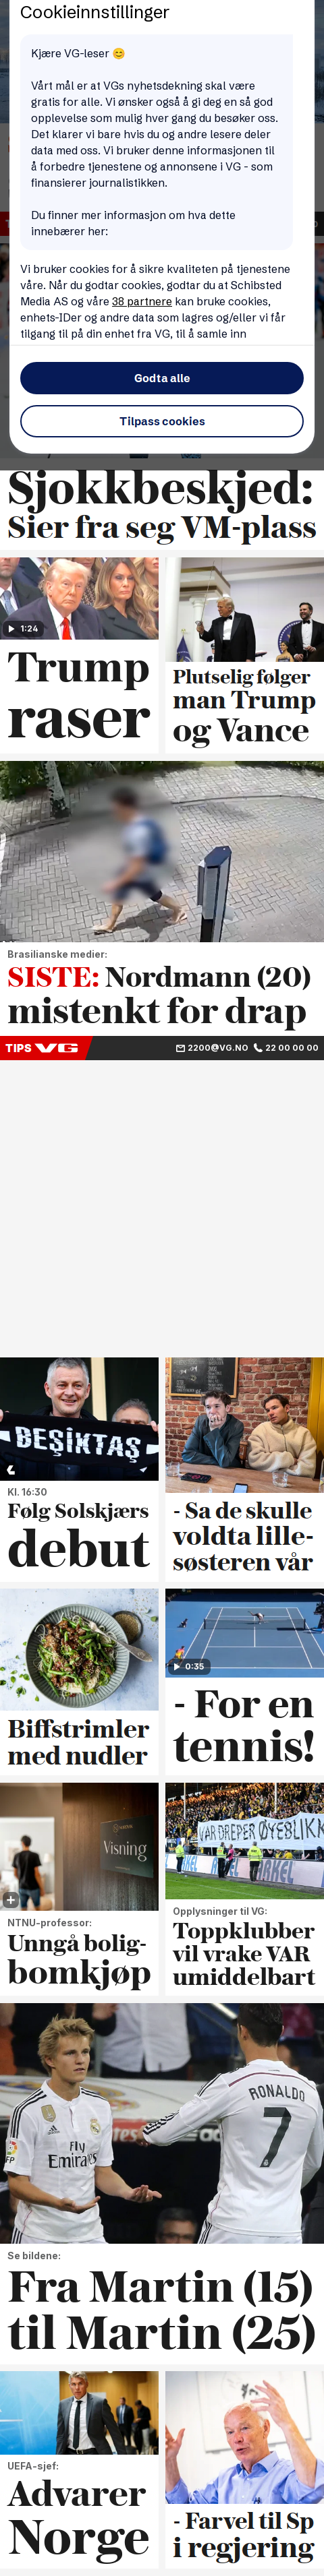 Cookieinnstillinger
Kjære VG-leser 😊
Vårt mål er at VGs nyhetsdekning skal være
gratis for alle. Vi ønsker også å gi deg en så god
opplevelse som mulig hver gang du besøker oss.
Det klarer vi bare hvis du og andre lesere deler
data med oss. Vi bruker denne informasjonen til
å forbedre tjenestene og annonsene i VG - som
finansierer journalistikken.
Du finner mer informasjon om hva dette
innebærer her:
Vi bruker cookies for å sikre kvaliteten på tjenestene
våre. Når du godtar cookies, godtar du at Schibsted
Media AS og våre 38 partnere kan bruke cookies,
enhets-IDer og andre data som lagres og/eller vi får
tilgang til på din enhet fra VG, til å samle inn
Godta alle
Tilpass cookies
Sjokkbeskjed:
Sier fra seg VM-plass
1:24
Trump
raser
Plutselig følger
man Trump
og Vance
Brasilianske medier:
SISTE: Nordmann (20)
mistenkt for drap
TIPS VG
2200@VG.NO
22 00 00 00
BEŞİKTAŞ
Kl. 16:30
Følg Solskjærs
debut
- Sa de skulle
voldta lille-
søsteren vår
Biffstrimler
med nudler
0:35
- For en
tennis!
Visning
NTNU-professor:
Unngå bolig-
bomkjøp
VAR DREPER ØYEBLIKK
Opplysninger til VG:
Toppklubber
vil vrake VAR
umiddelbart
RONALDO
7
Fly
Emirates
FP
Se bildene:
Fra Martin (15)
til Martin (25)
UEFA-sjef:
Advarer
Norge
- Farvel til Sp
i regjering